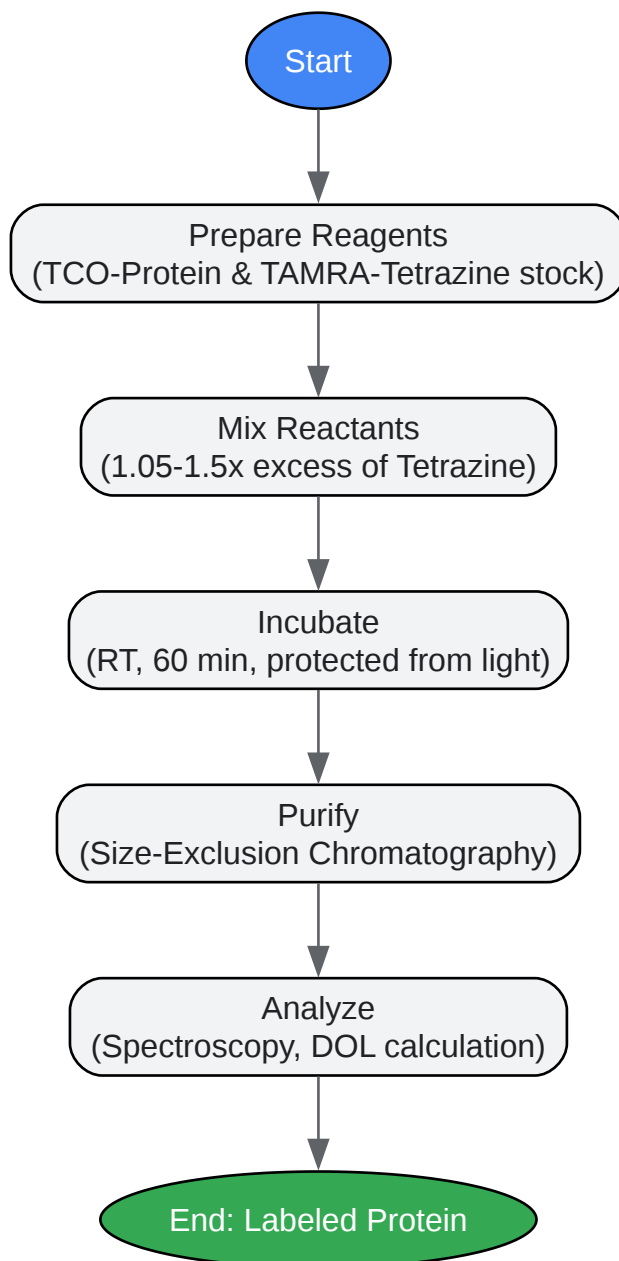 Start
Prepare Reagents
(TCO-Protein & TAMRA-Tetrazine stock)
Mix Reactants
(1.05-1.5x excess of Tetrazine)
Incubate
(RT, 60 min, protected from light)
Purify
(Size-Exclusion Chromatography)
Analyze
(Spectroscopy, DOL calculation)
End: Labeled Protein